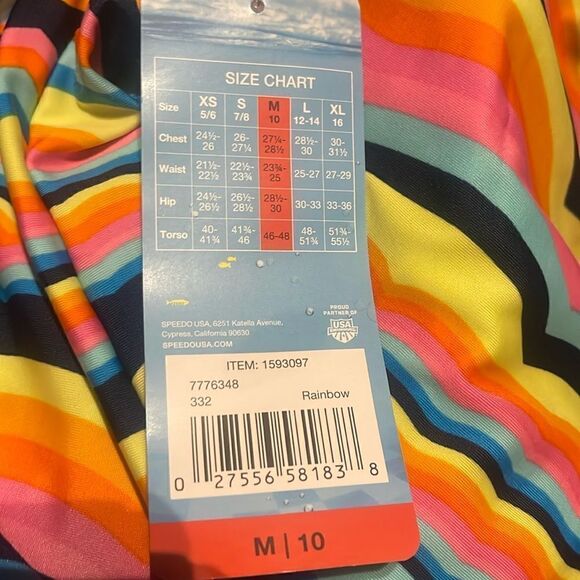 SIZE CHART
Size XS 5/6 S 7/8 M 10 L 12-14 XL 16
Chest 24½-26 26-27¼ 27¼-28½ 28½-30 30-31½
Waist 21½-22½ 22½-23¾ 23¾-25 25-27 27-29
Hip 24½-26½ 26½-28½ 28½-30 30-33 33-36
Torso 40-41¾ 41¾-46 46-48 48-51¾ 51¾-55½
PROUD
PARTNER OF
USA
SPEEDO USA, 6251 Katella Avenue,
Cypress, California 90630
SPEEDOUSA.COM
ITEM: 1593097
7776348
332 Rainbow
0 27556 58183 8
M | 10